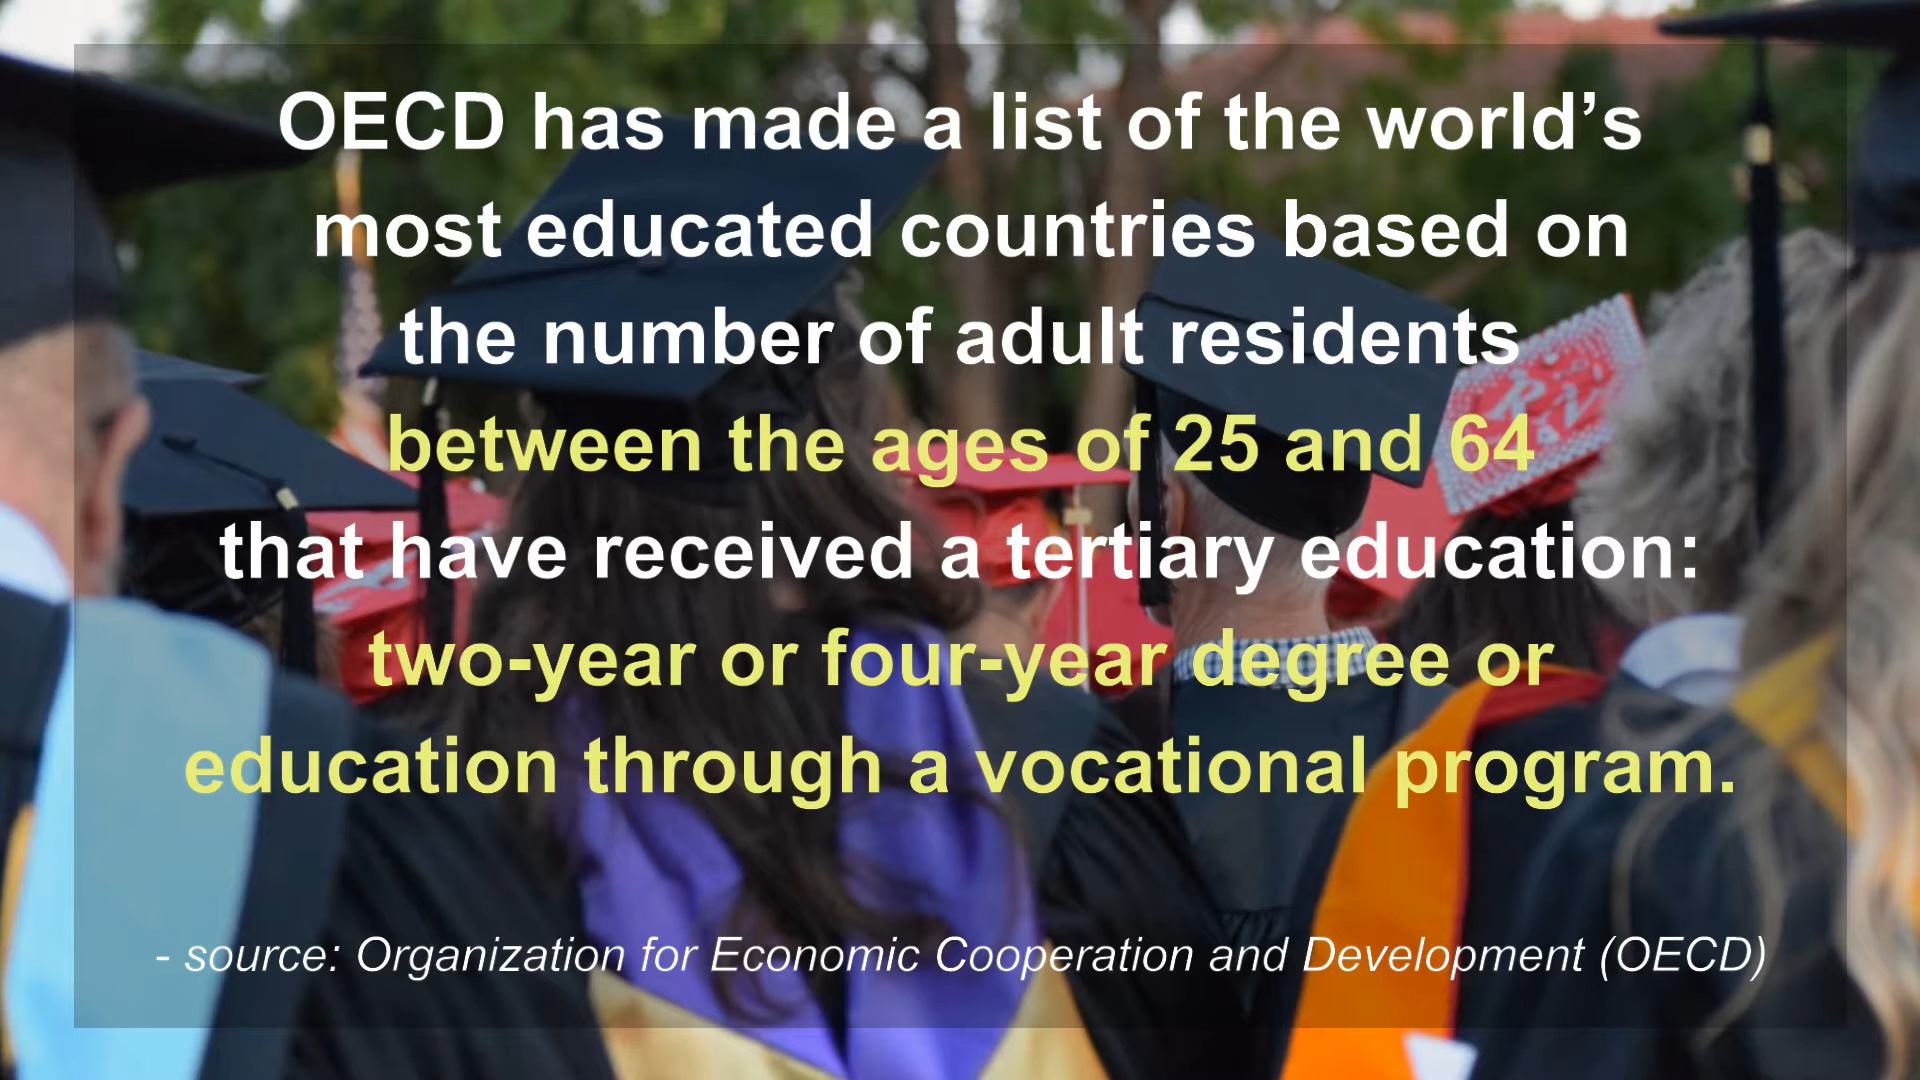 OECD has made a list of the world’s
most educated countries based on
the number of adult residents
between the ages of 25 and 64
that have received a tertiary education:
two-year or four-year degree or
education through a vocational program.
- source: Organization for Economic Cooperation and Development (OECD)